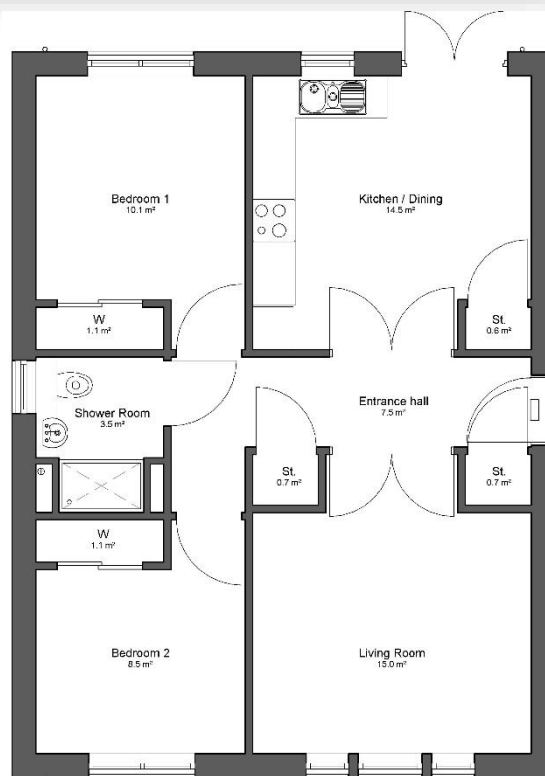 Bedroom 1
10.1 m²
Kitchen / Dining
14.5 m²
W
1.1 m²
St.
0.6 m²
Shower Room
3.5 m²
Entrance hall
7.5 m²
St.
0.7 m²
St.
0.7 m²
W
1.1 m²
Bedroom 2
8.5 m²
Living Room
15.0 m²